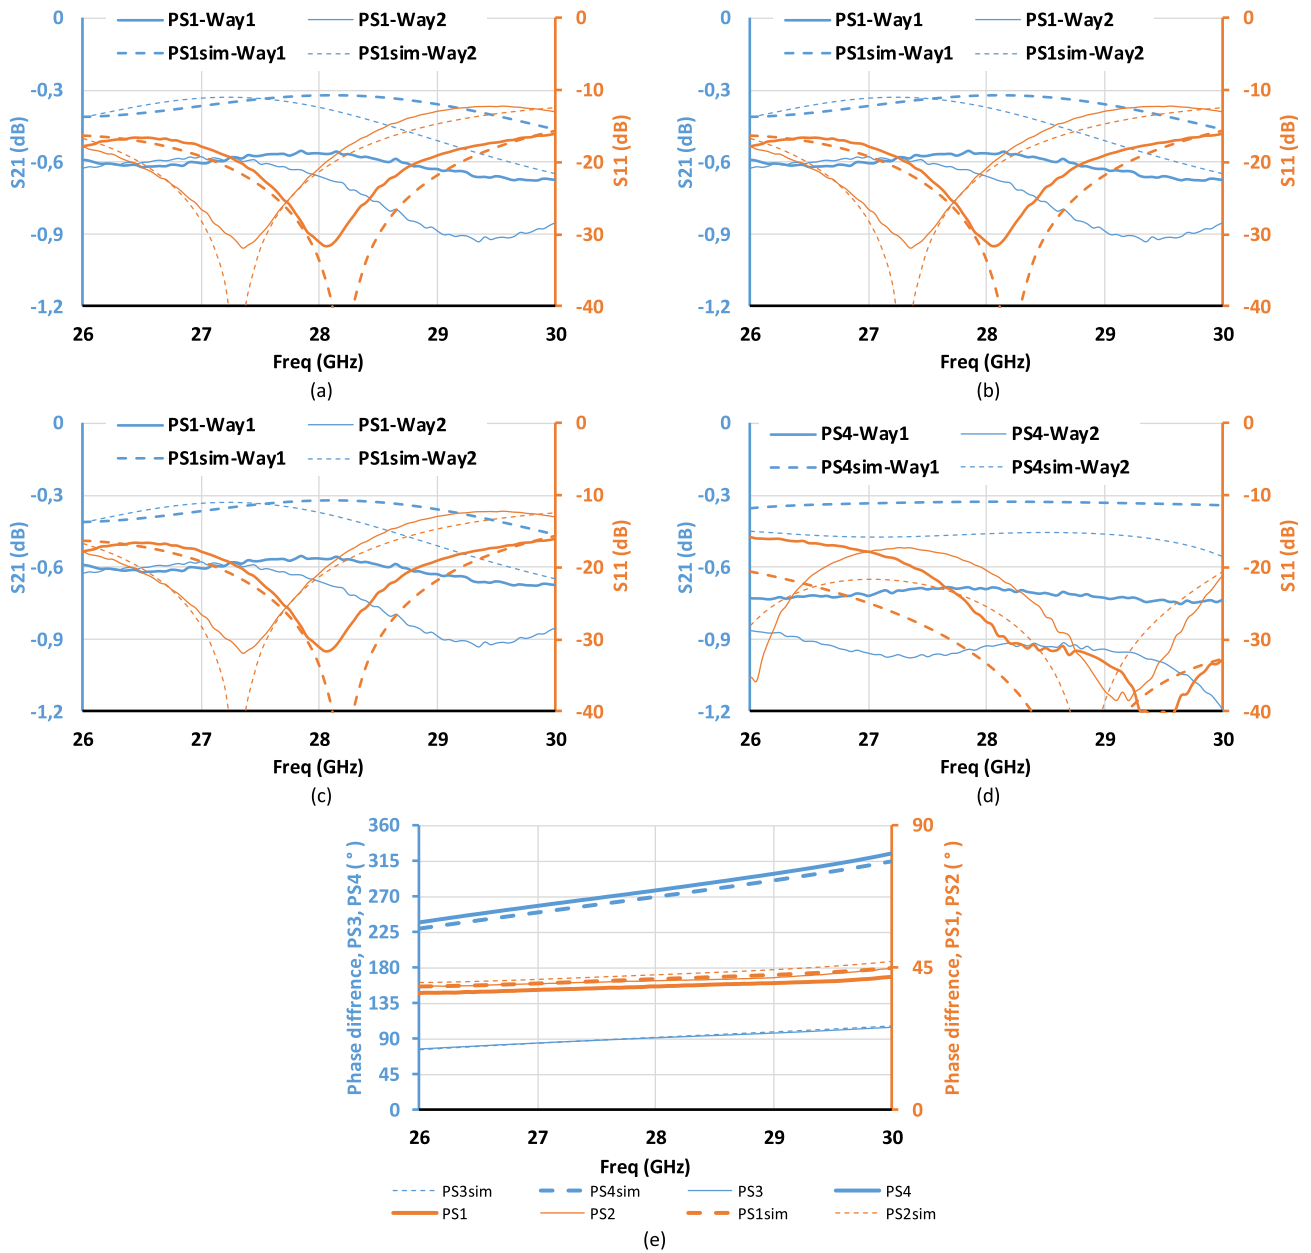 0
PS1-Way1
PS1-Way2
0
PS1sim-Way1
PS1sim-Way2
-0,3
-10
S21 (dB)
-0,6
-20
S11 (dB)
-0,9
-30
-1,2
-40
26
27
28
29
30
Freq (GHz)
(a)
0
PS1-Way1
PS1-Way2
0
PS1sim-Way1
PS1sim-Way2
-0,3
-10
S21 (dB)
-0,6
-20
S11 (dB)
-0,9
-30
-1,2
-40
26
27
28
29
30
Freq (GHz)
(b)
0
PS1-Way1
PS1-Way2
0
PS1sim-Way1
PS1sim-Way2
-0,3
-10
S21 (dB)
-0,6
-20
S11 (dB)
-0,9
-30
-1,2
-40
26
27
28
29
30
Freq (GHz)
(c)
0
PS4-Way1
PS4-Way2
0
PS4sim-Way1
PS4sim-Way2
-0,3
-10
S21 (dB)
-0,6
-20
S11 (dB)
-0,9
-30
-1,2
-40
26
27
28
29
30
Freq (GHz)
(d)
360
315
270
225
180
135
90
45
0
Phase diffrence, PS3, PS4 ( ° )
90
45
0
Phase diffrence, PS1, PS2 ( ° )
26
27
28
29
30
Freq (GHz)
PS3sim
PS4sim
PS3
PS4
PS1
PS2
PS1sim
PS2sim
(e)